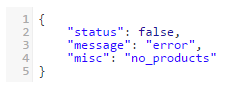 1 {
2     "status": false,
3     "message": "error",
4     "misc": "no_products"
5 }